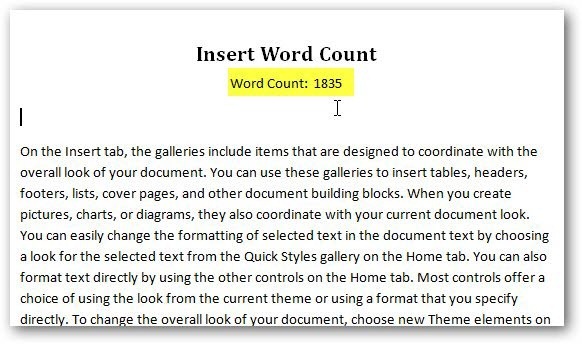 Insert Word Count
Word Count: 1835
On the Insert tab, the galleries include items that are designed to coordinate with the
overall look of your document. You can use these galleries to insert tables, headers,
footers, lists, cover pages, and other document building blocks. When you create
pictures, charts, or diagrams, they also coordinate with your current document look.
You can easily change the formatting of selected text in the document text by choosing
a look for the selected text from the Quick Styles gallery on the Home tab. You can also
format text directly by using the other controls on the Home tab. Most controls offer a
choice of using the look from the current theme or using a format that you specify
directly. To change the overall look of your document, choose new Theme elements on